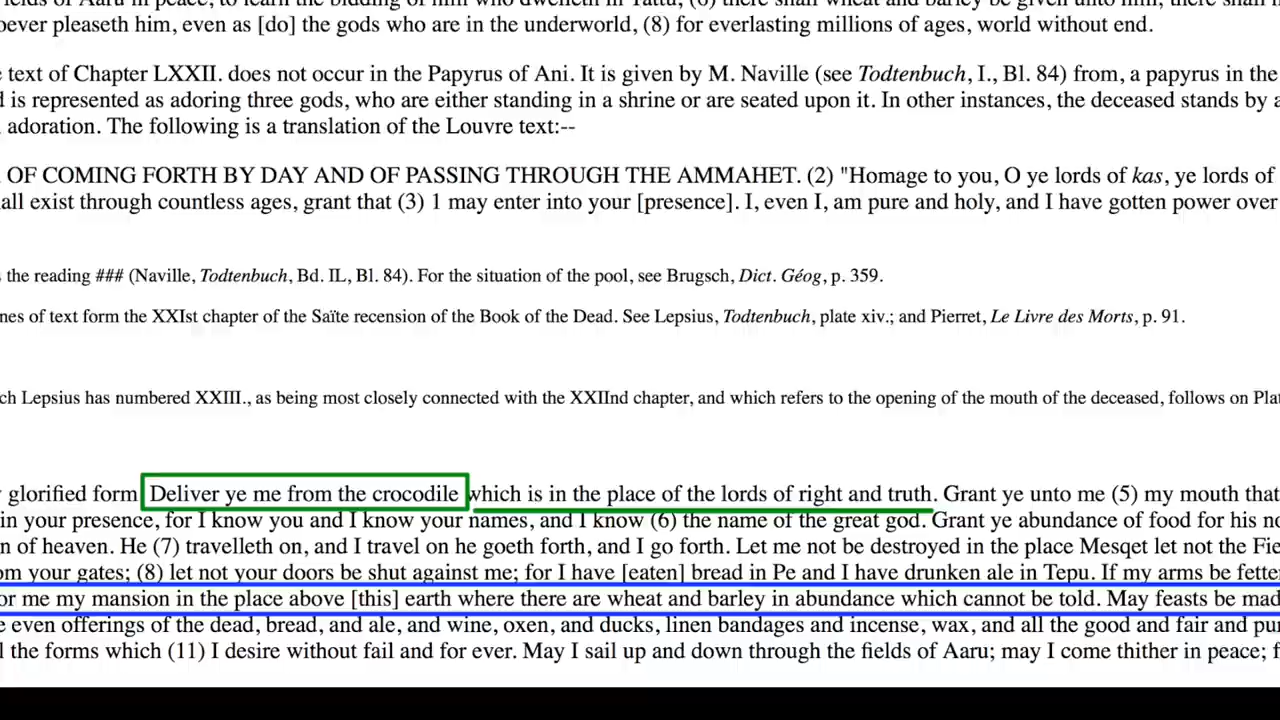 fields of Aaru in peace, to learn the bidding of him who dwelleth in Tattu; (6) there shall wheat and barley be given unto him, there shall
oever pleaseth him, even as [do] the gods who are in the underworld, (8) for everlasting millions of ages, world without end.
text of Chapter LXXII. does not occur in the Papyrus of Ani. It is given by M. Naville (see Todtenbuch, I., Bl. 84) from, a papyrus in the
is represented as adoring three gods, who are either standing in a shrine or are seated upon it. In other instances, the deceased stands by a
adoration. The following is a translation of the Louvre text:--
OF COMING FORTH BY DAY AND OF PASSING THROUGH THE AMMAHET. (2) "Homage to you, O ye lords of kas, ye lords of
all exist through countless ages, grant that (3) 1 may enter into your [presence]. I, even I, am pure and holy, and I have gotten power over
the reading ### (Naville, Todtenbuch, Bd. IL, Bl. 84). For the situation of the pool, see Brugsch, Dict. Géog, p. 359.
nes of text form the XXIst chapter of the Saïte recension of the Book of the Dead. See Lepsius, Todtenbuch, plate xiv.; and Pierret, Le Livre des Morts, p. 91.
ch Lepsius has numbered XXIII., as being most closely connected with the XXIInd chapter, and which refers to the opening of the mouth of the deceased, follows on Plat
glorified form Deliver ye me from the crocodile which is in the place of the lords of right and truth. Grant ye unto me (5) my mouth that
in your presence, for I know you and I know your names, and I know (6) the name of the great god. Grant ye abundance of food for his no
n of heaven. He (7) travelleth on, and I travel on he goeth forth, and I go forth. Let me not be destroyed in the place Mesqet let not the Fie
om your gates; (8) let not your doors be shut against me; for I have [eaten] bread in Pe and I have drunken ale in Tepu. If my arms be fette
or me my mansion in the place above [this] earth where there are wheat and barley in abundance which cannot be told. May feasts be mad
e even offerings of the dead, bread, and ale, and wine, oxen, and ducks, linen bandages and incense, wax, and all the good and fair and pu
l the forms which (11) I desire without fail and for ever. May I sail up and down through the fields of Aaru; may I come thither in peace; f